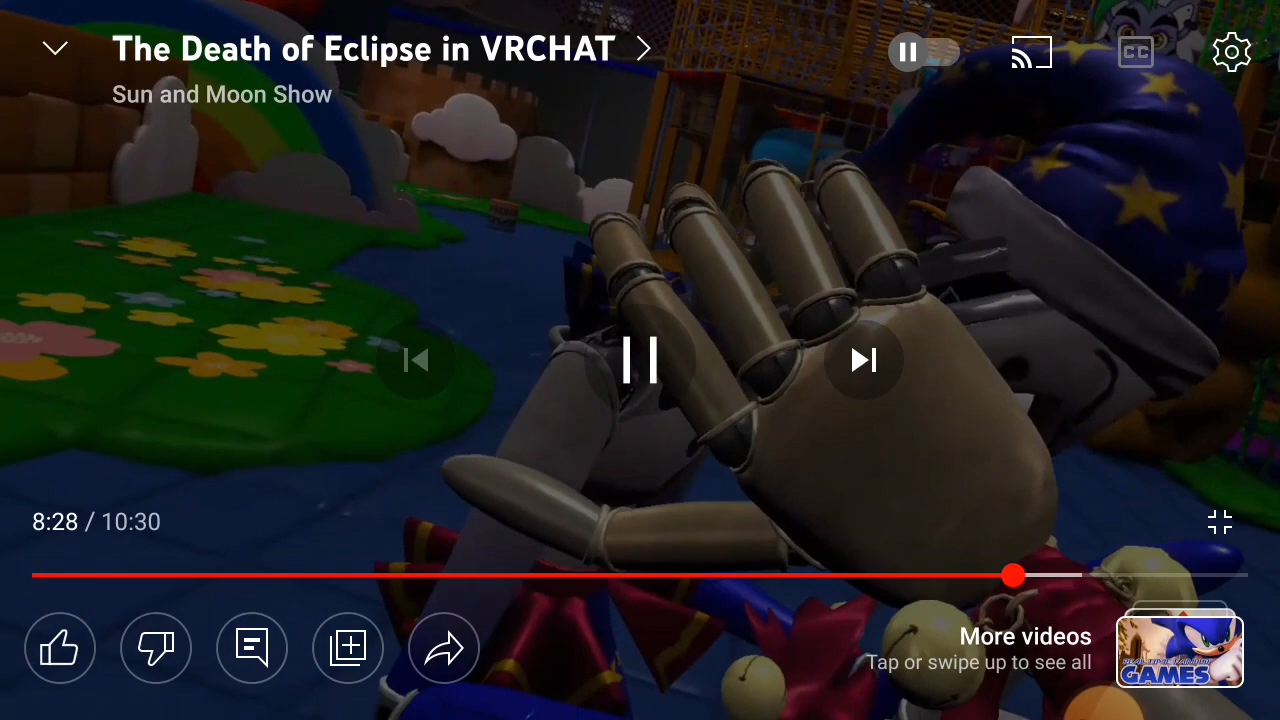 The Death of Eclipse in VRCHAT
Sun and Moon Show
CC
8:28 / 10:30
More videos
Tap or swipe up to see all
GAMES